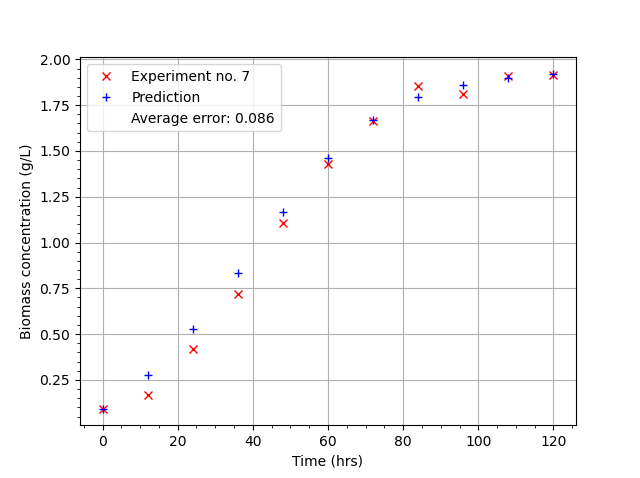 2.00
1.75
1.50
1.25
1.00
0.75
0.50
0.25
Biomass concentration (g/L)
Experiment no. 7
Prediction
Average error: 0.086
0 20 40 60 80 100 120
Time (hrs)